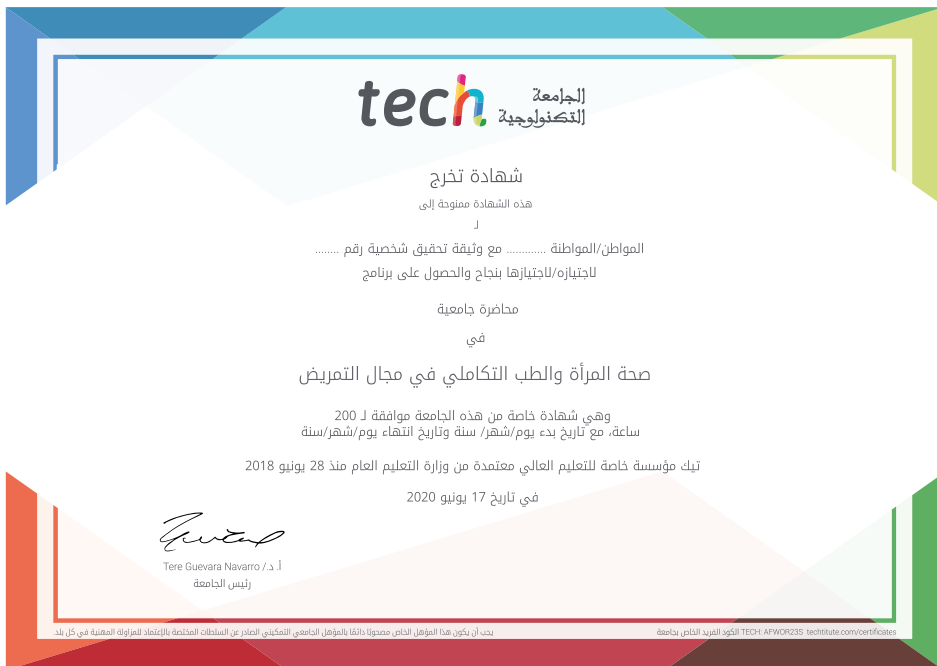 tech الجامعة
التكنولوجية
شهادة تخرج
هذه الشهادة ممنوحة إلى
لـ
المواطن/المواطنة ............. مع وثيقة تحقيق شخصية رقم ........
لاجتيازه/لاجتيازها بنجاح والحصول على برنامج
محاضرة جامعية
في
صحة المرأة والطب التكاملي في مجال التمريض
وهي شهادة خاصة من هذه الجامعة موافقة لـ 200
ساعة، مع تاريخ بدء يوم/شهر/ سنة وتاريخ انتهاء يوم/شهر/سنة
تيك مؤسسة خاصة للتعليم العالي معتمدة من وزارة التعليم العام منذ 28 يونيو 2018
في تاريخ 17 يونيو 2020
أ. د./ Tere Guevara Navarro
رئيس الجامعة
يجب أن يكون هذا المؤهل الخاص مصحوبًا دائمًا بالمؤهل الجامعي التمكيني الصادر عن السلطات المختصة بالإعتماد للمزاولة المهنية في كل بلد.
الكود الفريد الخاص بجامعة TECH: AFWOR23S techtitute.com/certificates